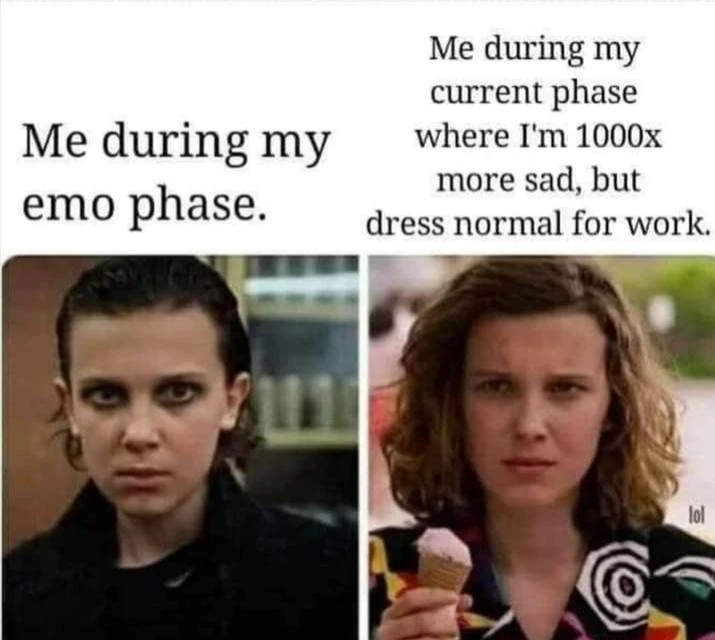 Me during my
emo phase.
Me during my
current phase
where I'm 1000x
more sad, but
dress normal for work.
lol